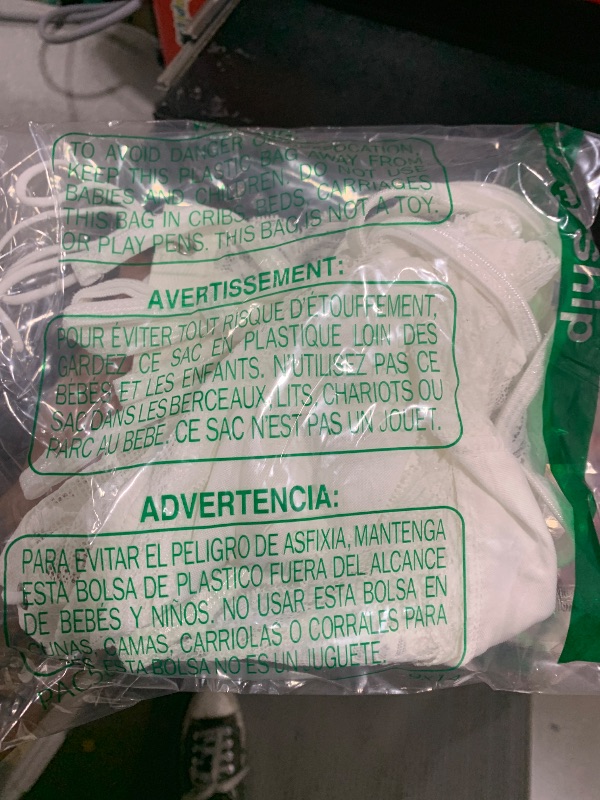 TO AVOID DANGER OF SUFFOCATION,
KEEP THIS PLASTIC BAG AWAY FROM
BABIES AND CHILDREN. DO NOT USE
THIS BAG IN CRIBS, BEDS, CARRIAGES
OR PLAY PENS. THIS BAG IS NOT A TOY.
AVERTISSEMENT:
POUR ÉVITER TOUT RISQUE D'ÉTOUFFEMENT,
GARDEZ CE SAC EN PLASTIQUE LOIN DES
BEBÉS ET LES ENFANTS. N'UTILISEZ PAS CE
SAC DANS LES BERCEAUX, LITS, CHARIOTS OU
PARC AU BEBE. CE SAC N'EST PAS UN JOUET.
ADVERTENCIA:
PARA EVITAR EL PELIGRO DE ASFIXIA, MANTENGA
ESTA BOLSA DE PLASTICO FUERA DEL ALCANCE
DE BEBÉS Y NIÑOS. NO USAR ESTA BOLSA EN
CUNAS, CAMAS, CARRIOLAS O CORRALES PARA
ESTA BOLSA NO ES UN JUGUETE.
ship